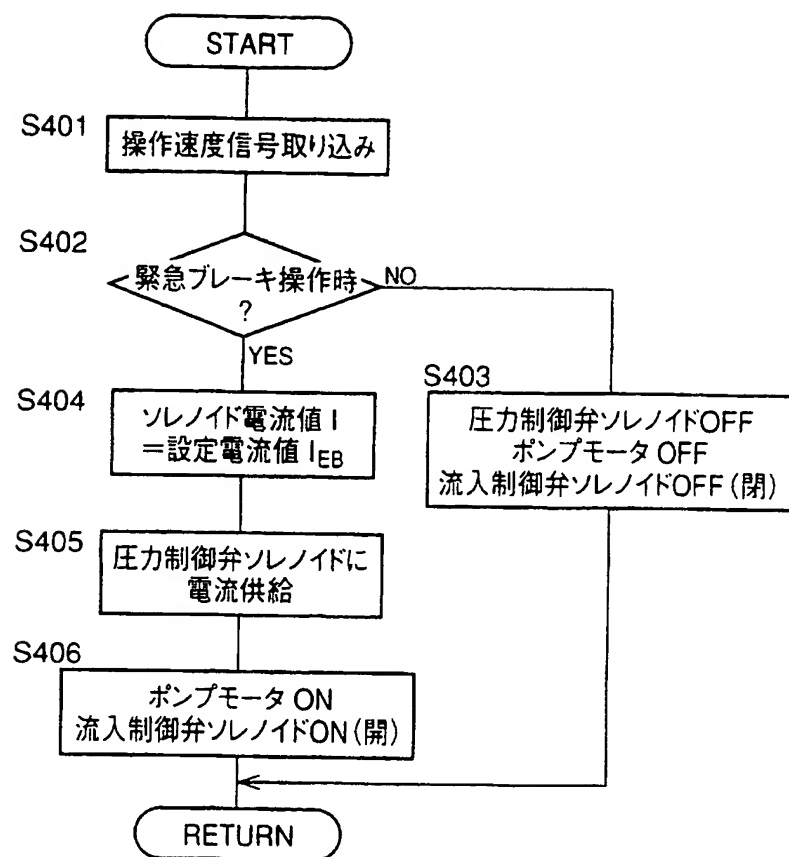 START
S401
操作速度信号取り込み
S402
緊急ブレーキ操作時
?
NO
YES
S403
圧力制御弁ソレノイドOFF
ポンプモータ OFF
流入制御弁ソレノイドOFF(閉)
S404
ソレノイド電流値 I
=設定電流値 IEB
S405
圧力制御弁ソレノイドに
電流供給
S406
ポンプモータ ON
流入制御弁ソレノイドON(開)
RETURN